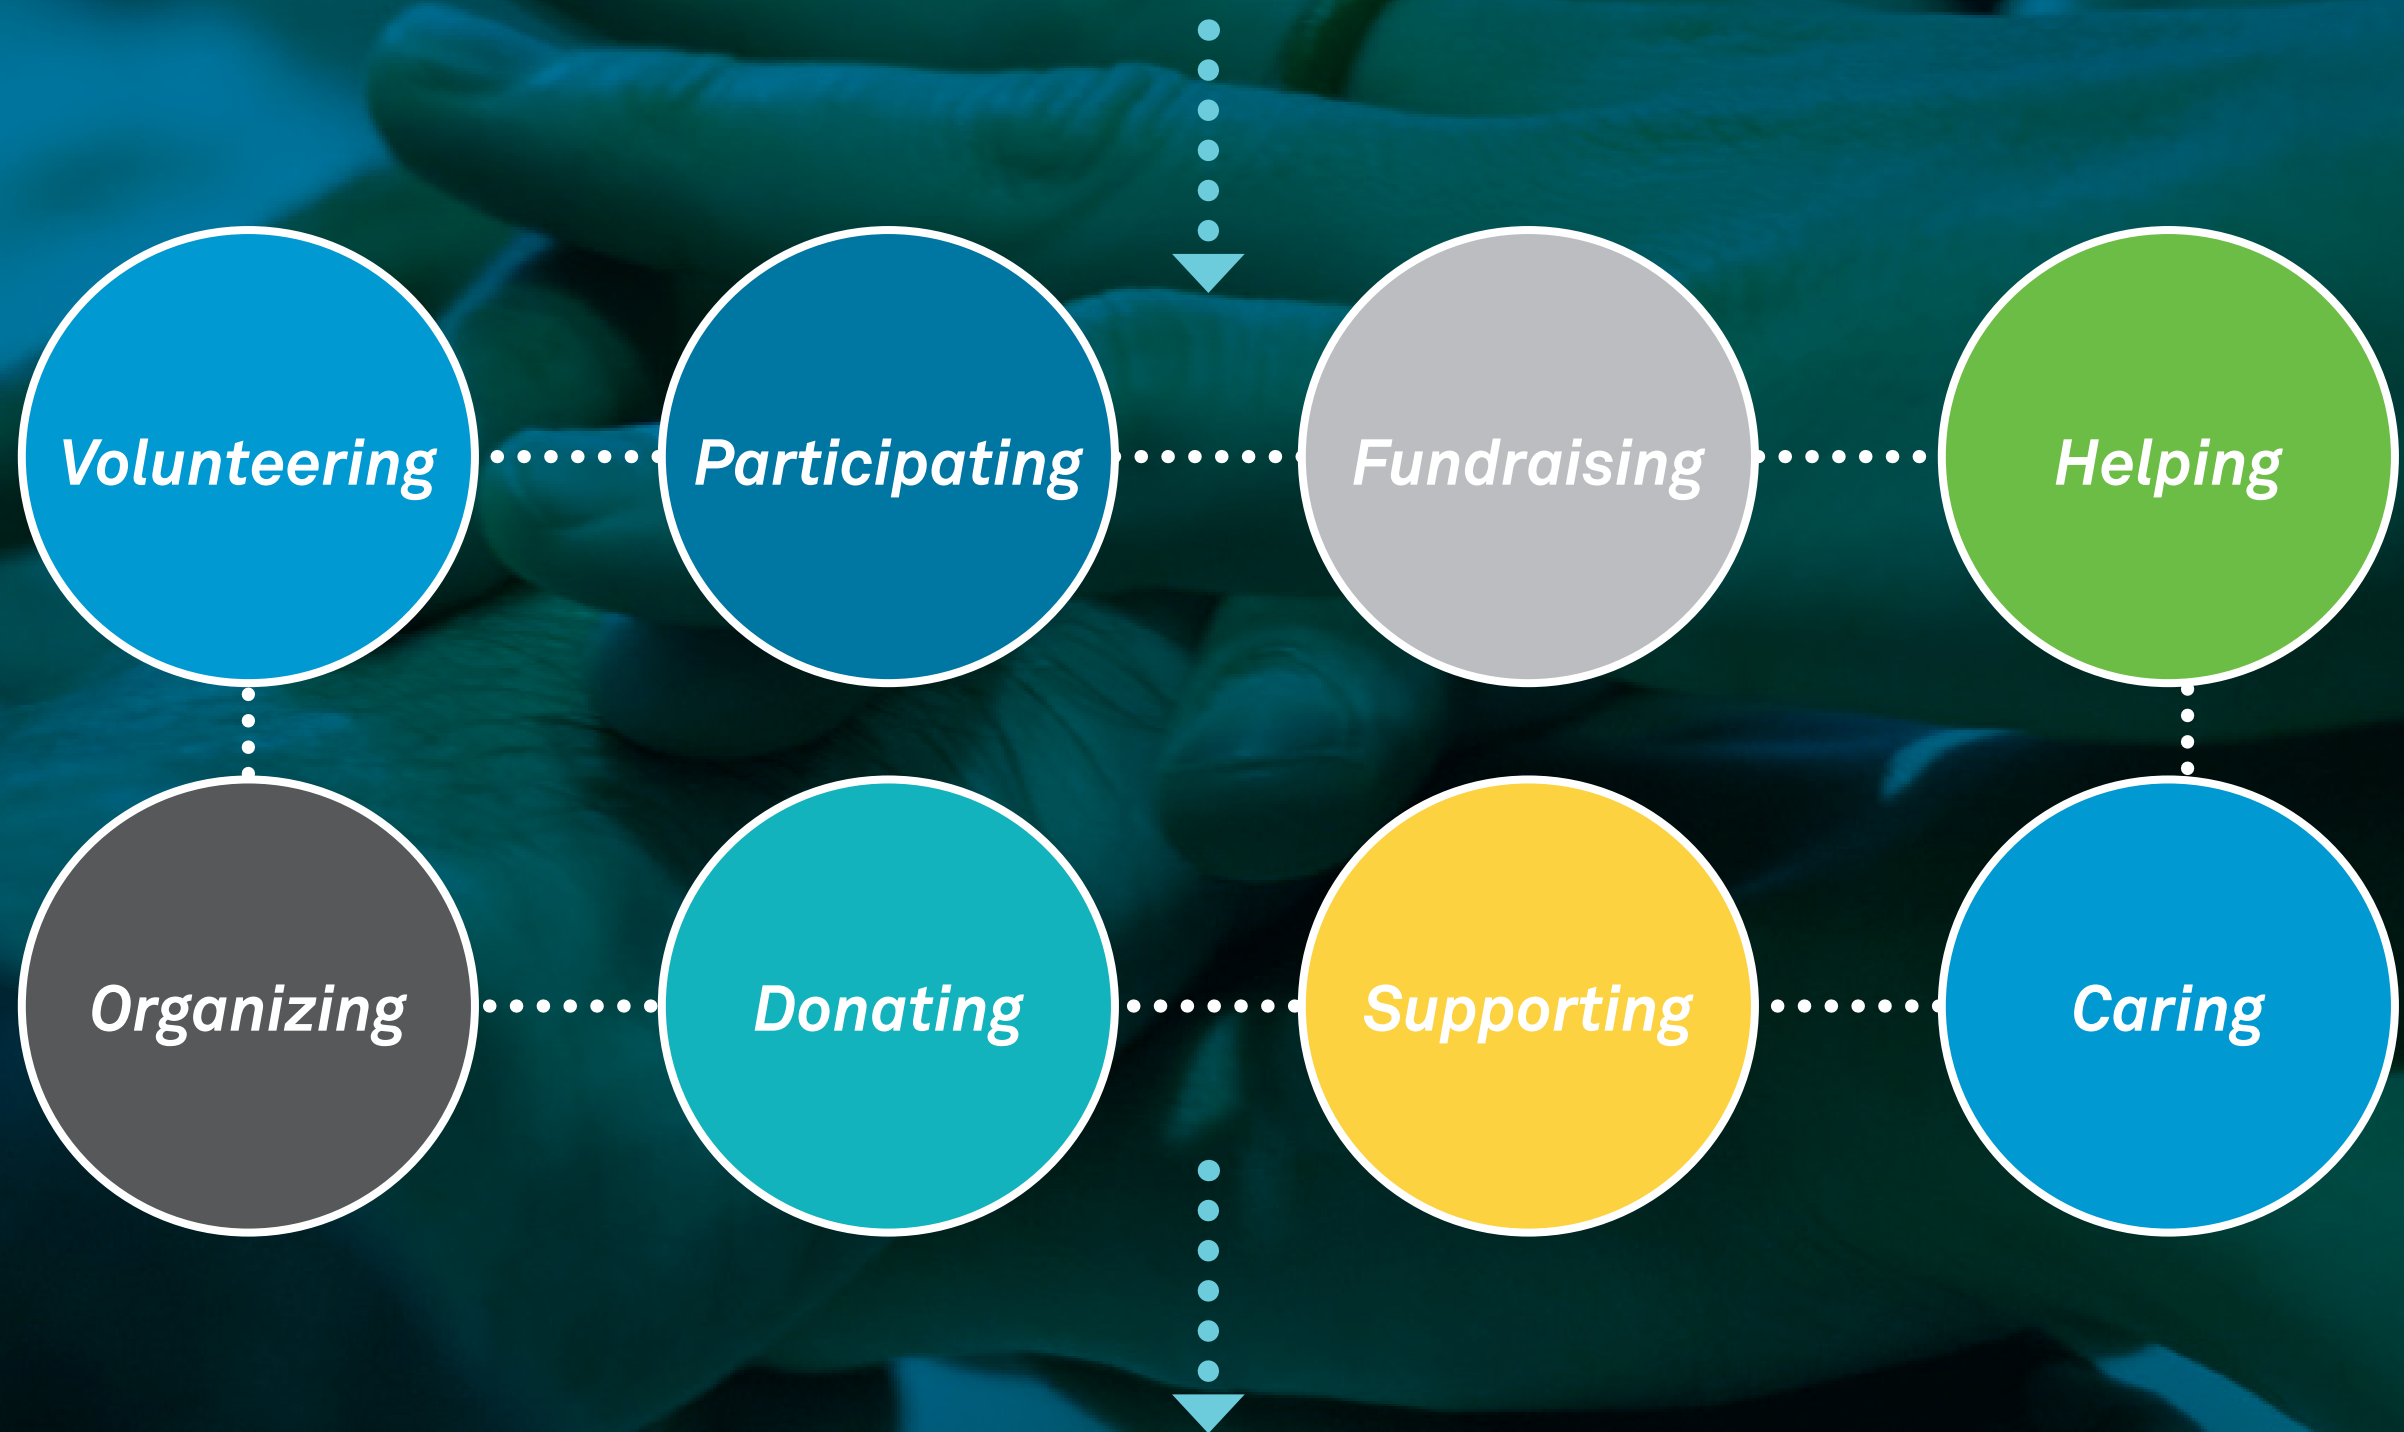 Volunteering
Participating
Fundraising
Helping
Organizing
Donating
Supporting
Caring